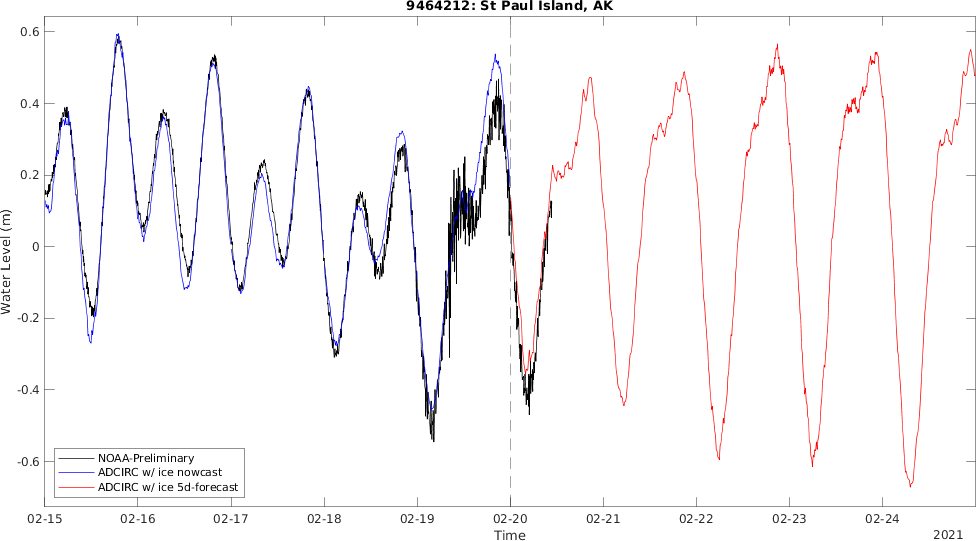 9464212: St Paul Island, AK
0.6
0.4
0.2
0
-0.2
-0.4
-0.6
Water Level (m)
NOAA-Preliminary
ADCIRC w/ ice nowcast
ADCIRC w/ ice 5d-forecast
02-15 02-16 02-17 02-18 02-19 02-20 02-21 02-22 02-23 02-24
Time
2021